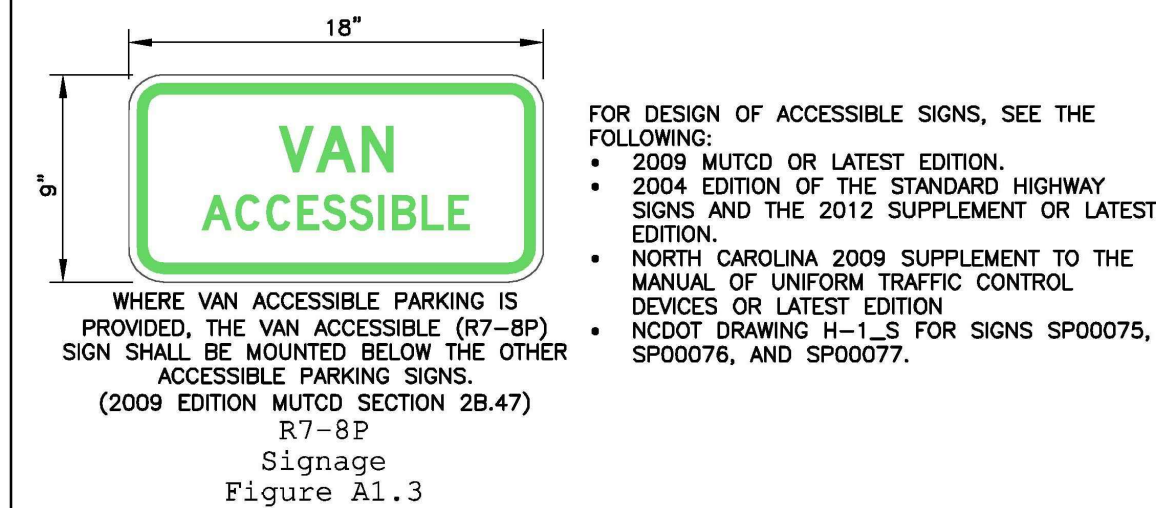 18"
9"
VAN
ACCESSIBLE
WHERE VAN ACCESSIBLE PARKING IS
PROVIDED, THE VAN ACCESSIBLE (R7-8P)
SIGN SHALL BE MOUNTED BELOW THE OTHER
ACCESSIBLE PARKING SIGNS.
(2009 EDITION MUTCD SECTION 2B.47)
R7-8P
Signage
Figure A1.3
FOR DESIGN OF ACCESSIBLE SIGNS, SEE THE
FOLLOWING:
• 2009 MUTCD OR LATEST EDITION.
• 2004 EDITION OF THE STANDARD HIGHWAY
SIGNS AND THE 2012 SUPPLEMENT OR LATEST
EDITION.
• NORTH CAROLINA 2009 SUPPLEMENT TO THE
MANUAL OF UNIFORM TRAFFIC CONTROL
DEVICES OR LATEST EDITION
• NCDOT DRAWING H-1_S FOR SIGNS SP00075,
SP00076, AND SP00077.